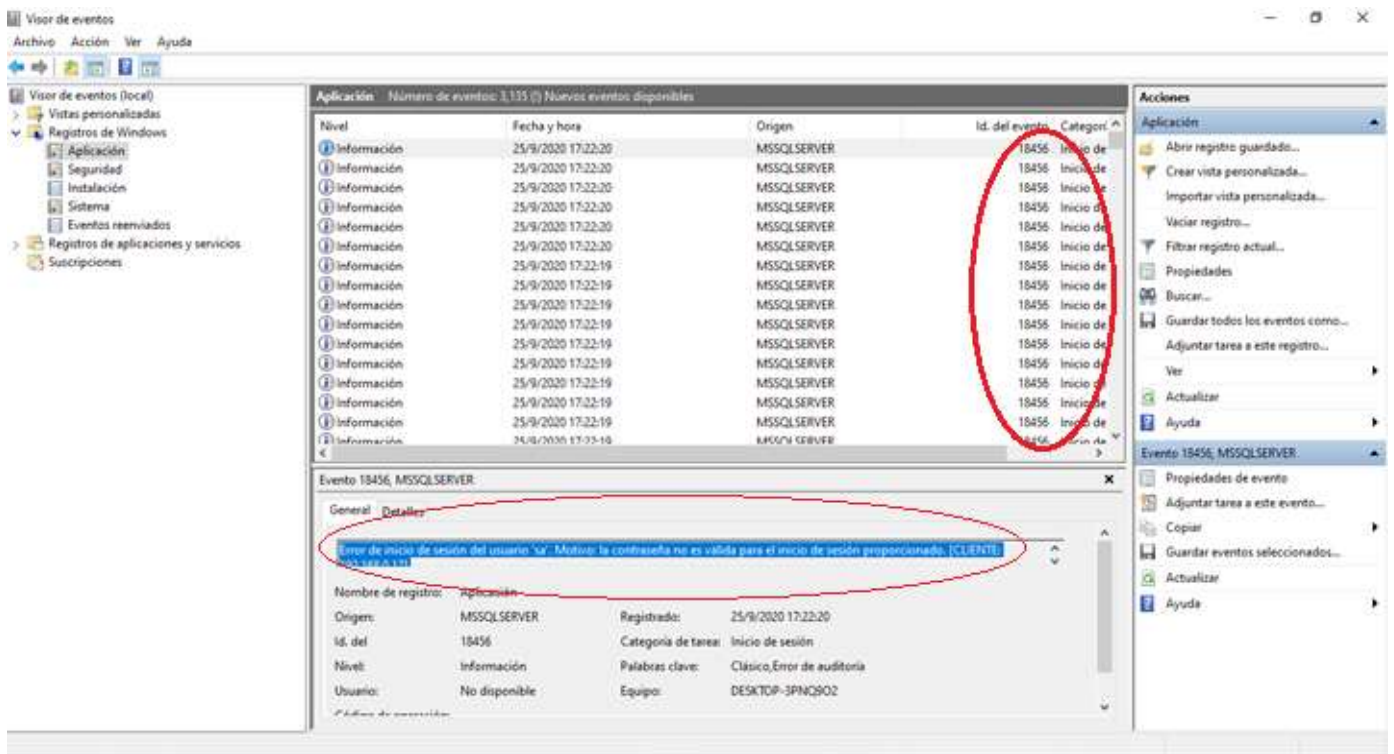 Visor de eventos
Archivo Acción Ver Ayuda
Visor de eventos (local)
Vistas personalizadas
Registros de Windows
Aplicación
Seguridad
Instalación
Sistema
Eventos reenviados
Registros de aplicaciones y servicios
Suscripciones
Aplicación Número de eventos: 3,135 (!) Nuevos eventos disponibles
Nivel Fecha y hora Origen Id. del evento Categorí
Información 25/9/2020 17:22:20 MSSQLSERVER 18456 Inicio de
Información 25/9/2020 17:22:20 MSSQLSERVER 18456 Inicio de
Información 25/9/2020 17:22:20 MSSQLSERVER 18456 Inicio de
Información 25/9/2020 17:22:20 MSSQLSERVER 18456 Inicio de
Información 25/9/2020 17:22:20 MSSQLSERVER 18456 Inicio de
Información 25/9/2020 17:22:20 MSSQLSERVER 18456 Inicio de
Información 25/9/2020 17:22:19 MSSQLSERVER 18456 Inicio de
Información 25/9/2020 17:22:19 MSSQLSERVER 18456 Inicio de
Información 25/9/2020 17:22:19 MSSQLSERVER 18456 Inicio de
Información 25/9/2020 17:22:19 MSSQLSERVER 18456 Inicio de
Información 25/9/2020 17:22:19 MSSQLSERVER 18456 Inicio de
Información 25/9/2020 17:22:19 MSSQLSERVER 18456 Inicio de
Información 25/9/2020 17:22:19 MSSQLSERVER 18456 Inicio de
Información 25/9/2020 17:22:19 MSSQLSERVER 18456 Inicio de
Información 25/9/2020 17:22:19 MSSQLSERVER 18456 Inicio de
Información 25/9/2020 17:22:19 MSSQLSERVER 18456 Inicio de
Evento 18456, MSSQLSERVER
General Detalles
Error de inicio de sesión del usuario 'sa'. Motivo: la contraseña no es válida para el inicio de sesión proporcionado. [CLIENTE:
Nombre de registro: Aplicación
Origen: MSSQLSERVER Registrado: 25/9/2020 17:22:20
Id. del 18456 Categoría de tarea: Inicio de sesión
Nivel: Información Palabras clave: Clásico,Error de auditoría
Usuario: No disponible Equipo: DESKTOP-3PNQ9O2
Código de operación:
Acciones
Aplicación
Abrir registro guardado...
Crear vista personalizada...
Importar vista personalizada...
Vaciar registro...
Filtrar registro actual...
Propiedades
Buscar...
Guardar todos los eventos como...
Adjuntar tarea a este registro...
Ver
Actualizar
Ayuda
Evento 18456, MSSQLSERVER
Propiedades de evento
Adjuntar tarea a este evento...
Copiar
Guardar eventos seleccionados...
Actualizar
Ayuda